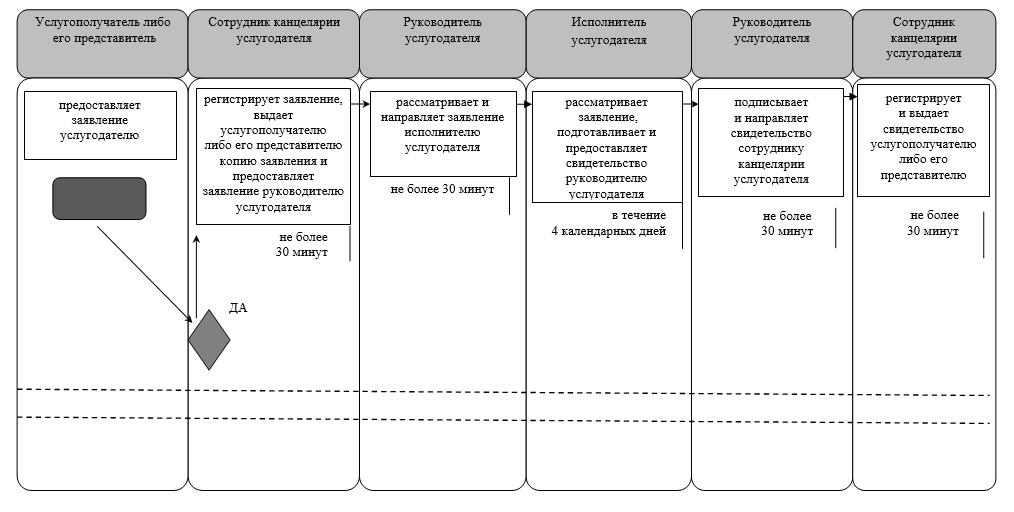 Услугополучатель либо
его представитель
Сотрудник канцелярии
услугодателя
Руководитель
услугодателя
Исполнитель
услугодателя
Руководитель
услугодателя
Сотрудник
канцелярии
услугодателя
предоставляет
заявление
услугодателю
регистрирует заявление,
выдает
услугополучателю
либо его представителю
копию заявления и
предоставляет
заявление руководителю
услугодателя
не более
30 минут
ДА
рассматривает и
направляет заявление
исполнителю
услугодателя
не более 30 минут
рассматривает
заявление,
подготавливает и
предоставляет
свидетельство
руководителю
услугодателя
в течение
4 календарных дней
подписывает
и направляет
свидетельство
сотруднику
канцелярии
услугодателя
не более
30 минут
регистрирует
и выдает
свидетельство
услугополучателю
либо его
представителю
не более
30 минут